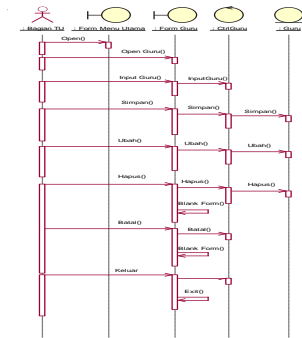 : Bagian TU : Form Menu Utama : Form Guru : CtrlGuru : Guru
Open()
Open Guru()
Input Guru() InputGuru()
Simpan() Simpan() Simpan()
Ubah() Ubah() Ubah()
Hapus() Hapus() Hapus()
Blank Form()
Batal() Batal()
Blank Form()
Keluar
Exit()